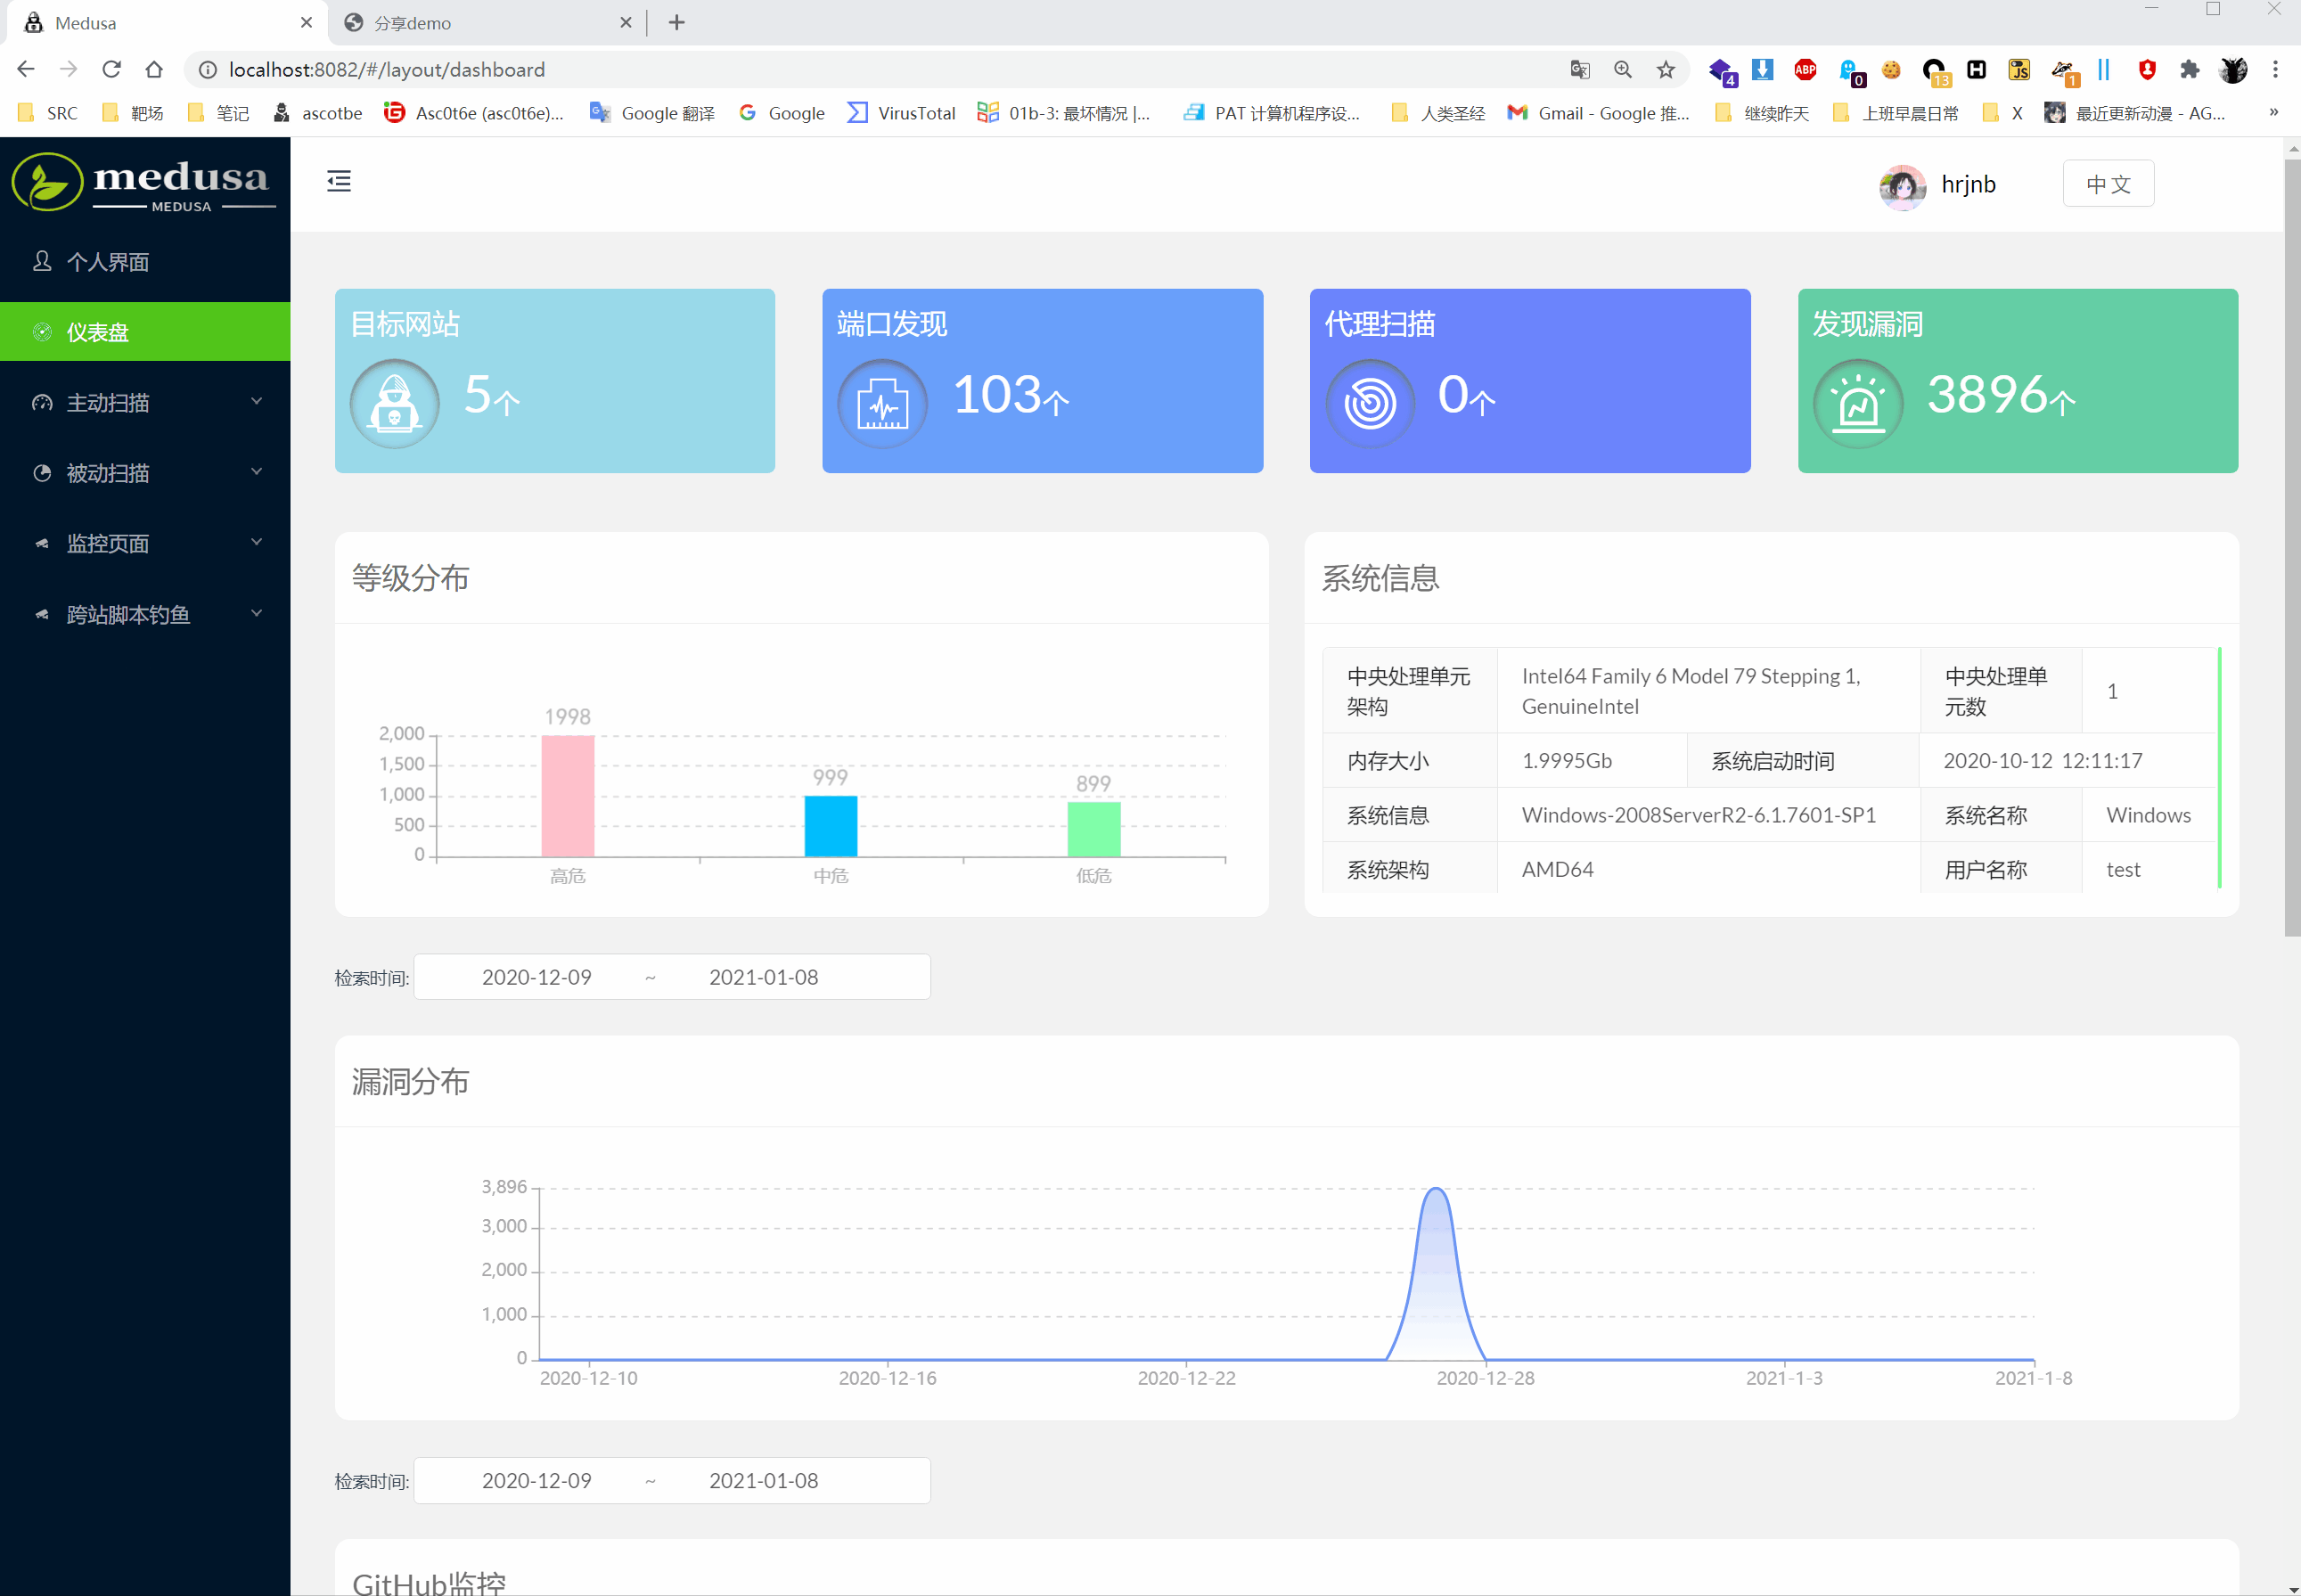 Medusa
分享demo
localhost:8082/#/layout/dashboard
4
ABP
0
13
H
JS
1
SRC
靶场
笔记
ascotbe
Asc0t6e (asc0t6e)...
Google 翻译
Google
VirusTotal
01b-3: 最坏情况 |...
PAT 计算机程序设...
人类圣经
Gmail - Google 推...
继续昨天
上班早晨日常
X
最近更新动漫 - AG...
»
medusa
MEDUSA
hrjnb
中 文
个人界面
仪表盘
主动扫描
被动扫描
监控页面
跨站脚本钓鱼
目标网站
5个
端口发现
103个
代理扫描
0个
发现漏洞
3896个
等级分布
2,000
1,500
1,000
500
0
1998
999
899
高危
中危
低危
系统信息
中央处理单元架构
Intel64 Family 6 Model 79 Stepping 1,
GenuineIntel
中央处理单元数
1
内存大小
1.9995Gb
系统启动时间
2020-10-12 12:11:17
系统信息
Windows-2008ServerR2-6.1.7601-SP1
系统名称
Windows
系统架构
AMD64
用户名称
test
检索时间: 2020-12-09 ~ 2021-01-08
漏洞分布
3,896
3,000
2,000
1,000
0
2020-12-10
2020-12-16
2020-12-22
2020-12-28
2021-1-3
2021-1-8
检索时间: 2020-12-09 ~ 2021-01-08
GitHub监控